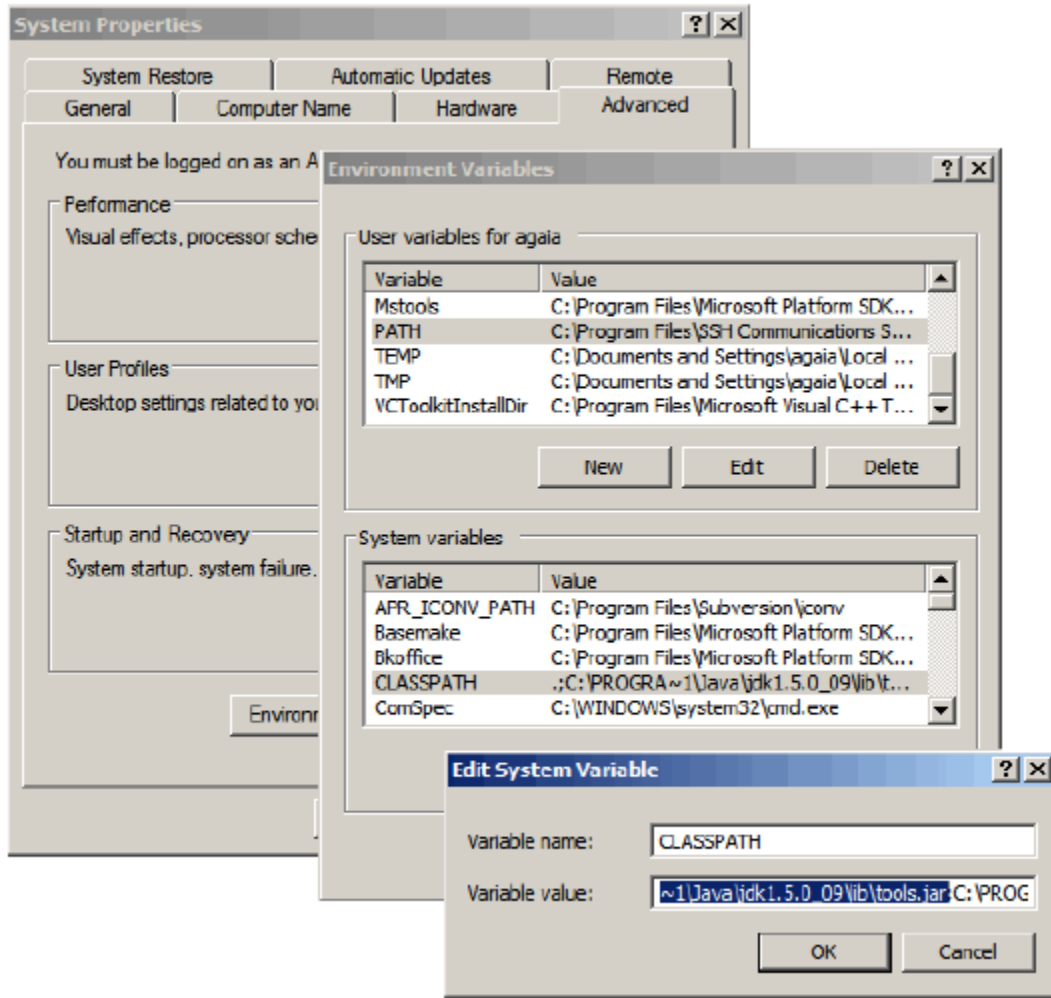 System Properties
System Restore Automatic Updates Remote
General Computer Name Hardware Advanced
You must be logged on as an A
Performance
Visual effects, processor sche
User Profiles
Desktop settings related to you
Startup and Recovery
System startup, system failure,
Environm
Environment Variables
User variables for agaia
Variable Value
Mstools C:\Program Files\Microsoft Platform SDK...
PATH C:\Program Files\SSH Communications S...
TEMP C:\Documents and Settings\agaia\Local ...
TMP C:\Documents and Settings\agaia\Local ...
VCToolkitInstallDir C:\Program Files\Microsoft Visual C++ T...
New Edit Delete
System variables
Variable Value
APR_ICONV_PATH C:\Program Files\Subversion\iconv
Basemake C:\Program Files\Microsoft Platform SDK...
Bkoffice C:\Program Files\Microsoft Platform SDK...
CLASSPATH .;C:\PROGRA~1\Java\jdk1.5.0_09\lib\t...
ComSpec C:\WINDOWS\system32\cmd.exe
Edit System Variable
Variable name: CLASSPATH
Variable value: ~1\Java\jdk1.5.0_09\lib\tools.jar;C:\PROG
OK Cancel